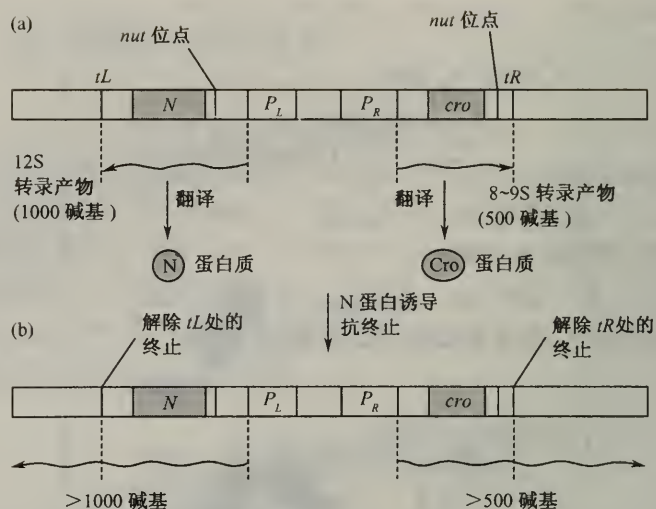 (a)
nut 位点
nut 位点
tL
tR
N
P_L
P_R
cro
12S
转录产物
(1000 碱基)
翻译
翻译
8~9S 转录产物
(500 碱基)
N 蛋白质
Cro 蛋白质
N 蛋白诱导
抗终止
(b)
解除 tL处的
终止
解除 tR处的
终止
N
P_L
P_R
cro
>1000 碱基
>500 碱基